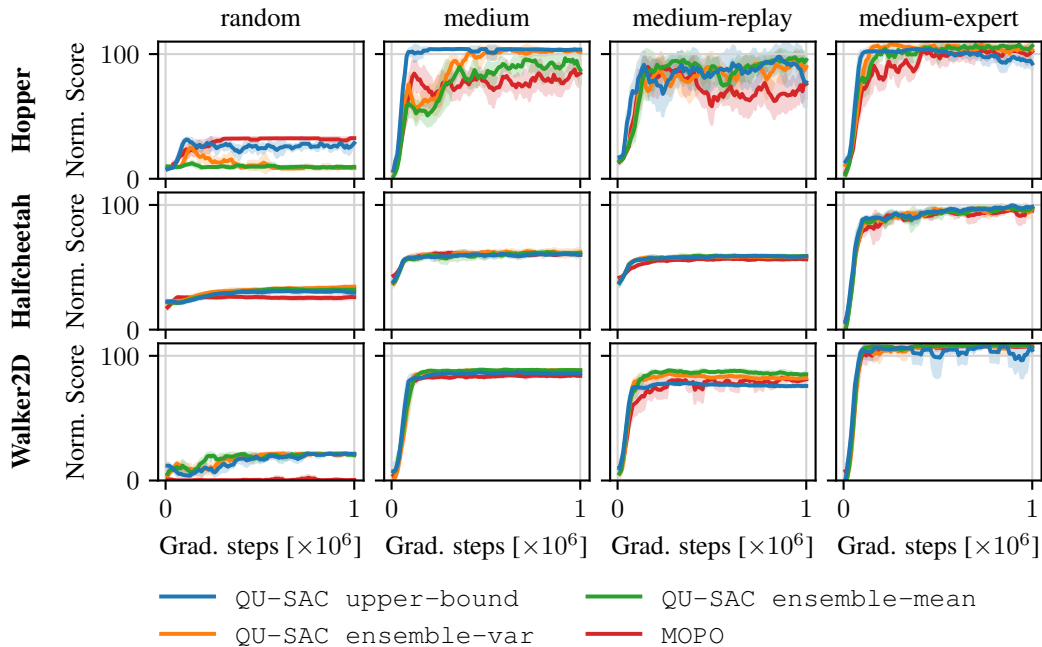 random medium medium-replay medium-expert
Hopper
Norm. Score
100
0
Halfcheetah
Norm. Score
100
0
Walker2D
Norm. Score
100
0
0 1 0 1 0 1 0 1
Grad. steps [×10⁶] Grad. steps [×10⁶] Grad. steps [×10⁶] Grad. steps [×10⁶]
QU-SAC upper-bound QU-SAC ensemble-mean
QU-SAC ensemble-var MOPO